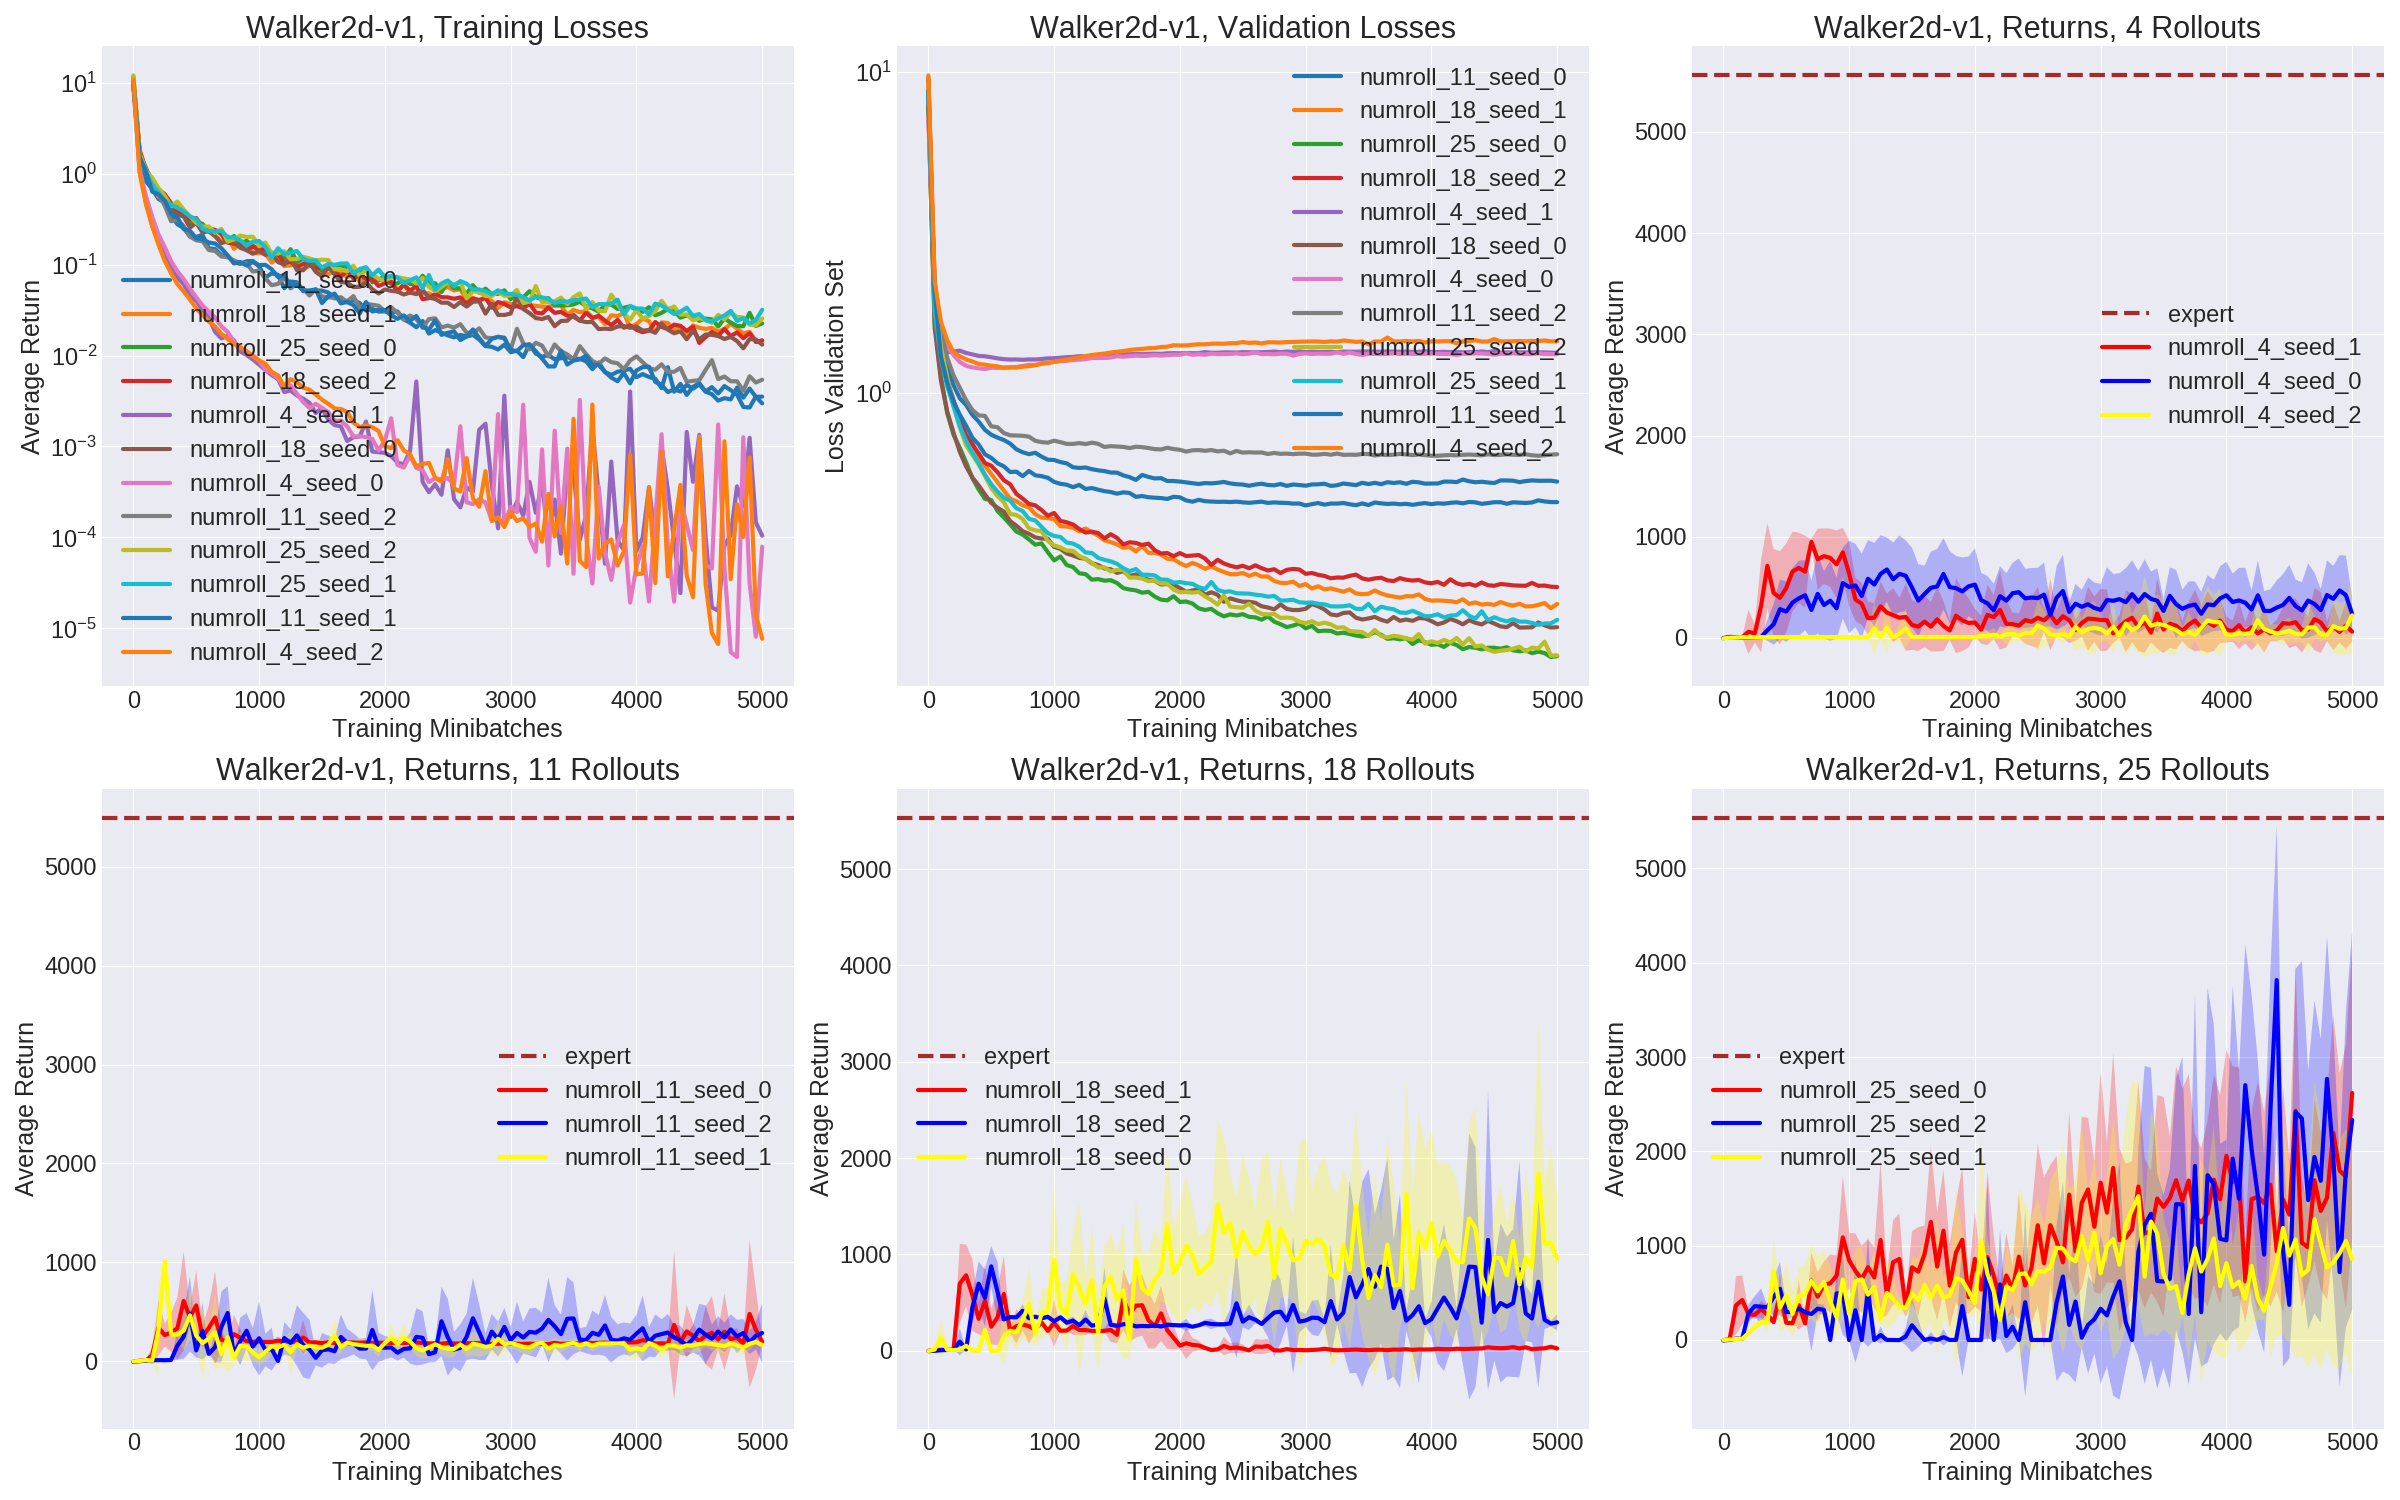 Walker2d-v1, Training Losses
Average Return
10¹
10⁰
10⁻¹
10⁻²
10⁻³
10⁻⁴
10⁻⁵
numroll_11_seed_0
numroll_18_seed_1
numroll_25_seed_0
numroll_18_seed_2
numroll_4_seed_1
numroll_18_seed_0
numroll_4_seed_0
numroll_11_seed_2
numroll_25_seed_2
numroll_25_seed_1
numroll_11_seed_1
numroll_4_seed_2
0 1000 2000 3000 4000 5000
Training Minibatches
Walker2d-v1, Validation Losses
Loss Validation Set
10¹
10⁰
numroll_11_seed_0
numroll_18_seed_1
numroll_25_seed_0
numroll_18_seed_2
numroll_4_seed_1
numroll_18_seed_0
numroll_4_seed_0
numroll_11_seed_2
numroll_25_seed_2
numroll_25_seed_1
numroll_11_seed_1
numroll_4_seed_2
0 1000 2000 3000 4000 5000
Training Minibatches
Walker2d-v1, Returns, 4 Rollouts
Average Return
5000
4000
3000
2000
1000
0
expert
numroll_4_seed_1
numroll_4_seed_0
numroll_4_seed_2
0 1000 2000 3000 4000 5000
Training Minibatches
Walker2d-v1, Returns, 11 Rollouts
Average Return
5000
4000
3000
2000
1000
0
expert
numroll_11_seed_0
numroll_11_seed_2
numroll_11_seed_1
0 1000 2000 3000 4000 5000
Training Minibatches
Walker2d-v1, Returns, 18 Rollouts
Average Return
5000
4000
3000
2000
1000
0
expert
numroll_18_seed_1
numroll_18_seed_2
numroll_18_seed_0
0 1000 2000 3000 4000 5000
Training Minibatches
Walker2d-v1, Returns, 25 Rollouts
Average Return
5000
4000
3000
2000
1000
0
expert
numroll_25_seed_0
numroll_25_seed_2
numroll_25_seed_1
0 1000 2000 3000 4000 5000
Training Minibatches